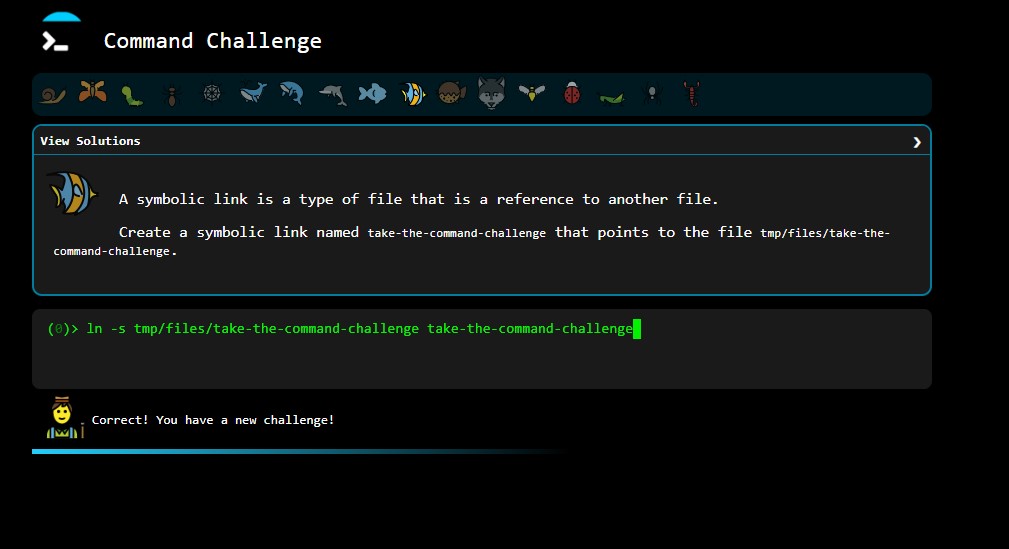 Command Challenge
View Solutions
A symbolic link is a type of file that is a reference to another file.
Create a symbolic link named take-the-command-challenge that points to the file tmp/files/take-the-
command-challenge.
(0)> ln -s tmp/files/take-the-command-challenge take-the-command-challenge
Correct! You have a new challenge!